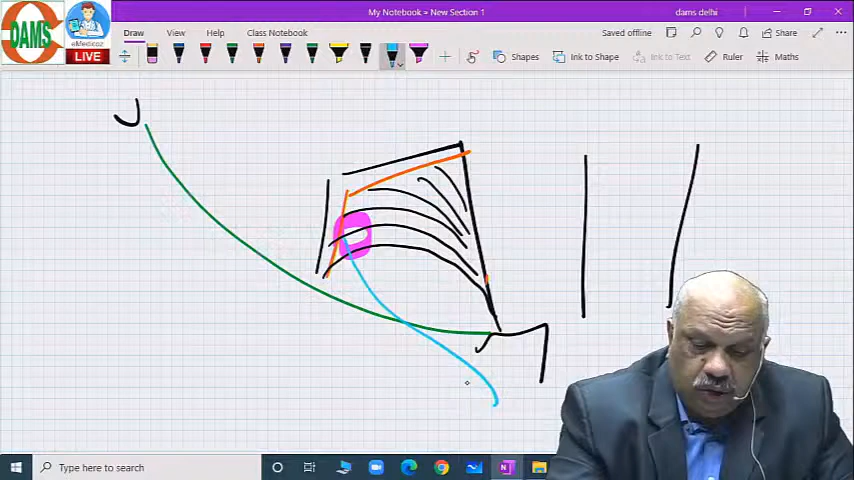 DAMS
eMedicoz
LIVE
My Notebook > New Section 1
dams delhi
Draw
View
Help
Class Notebook
Saved offline
Share
Shapes
Ink to Shape
Ink to Text
Ruler
Maths
Type here to search